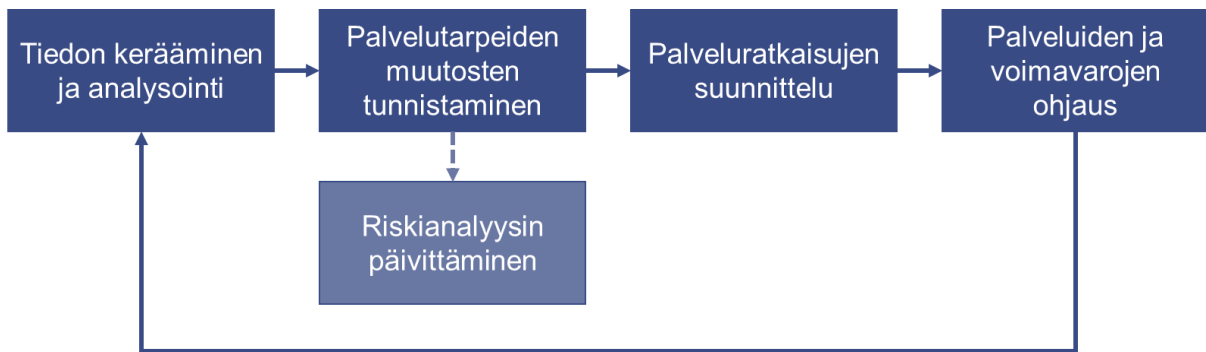 Tiedon kerääminen
ja analysointi
Palvelutarpeiden
muutosten
tunnistaminen
Palveluratkaisujen
suunnittelu
Palveluiden ja
voimavarojen
ohjaus
Riskianalyysin
päivittäminen